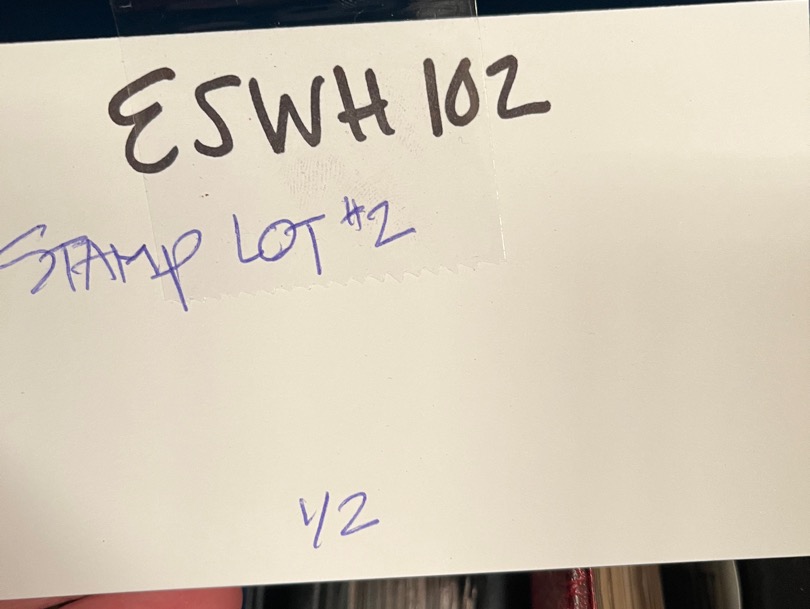 ESWH 102
STAMP LOT #2
1/2